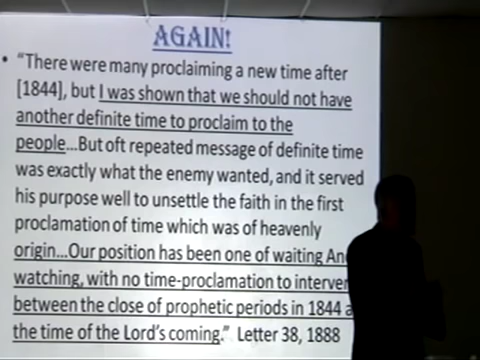 AGAIN!
• "There were many proclaiming a new time after
[1844], but I was shown that we should not have
another definite time to proclaim to the
people...But oft repeated message of definite time
was exactly what the enemy wanted, and it served
his purpose well to unsettle the faith in the first
proclamation of time which was of heavenly
origin...Our position has been one of waiting
watching, with no time-proclamation to
between the close of prophetic periods in 1844
the time of the Lord's coming." Letter 38, 1888